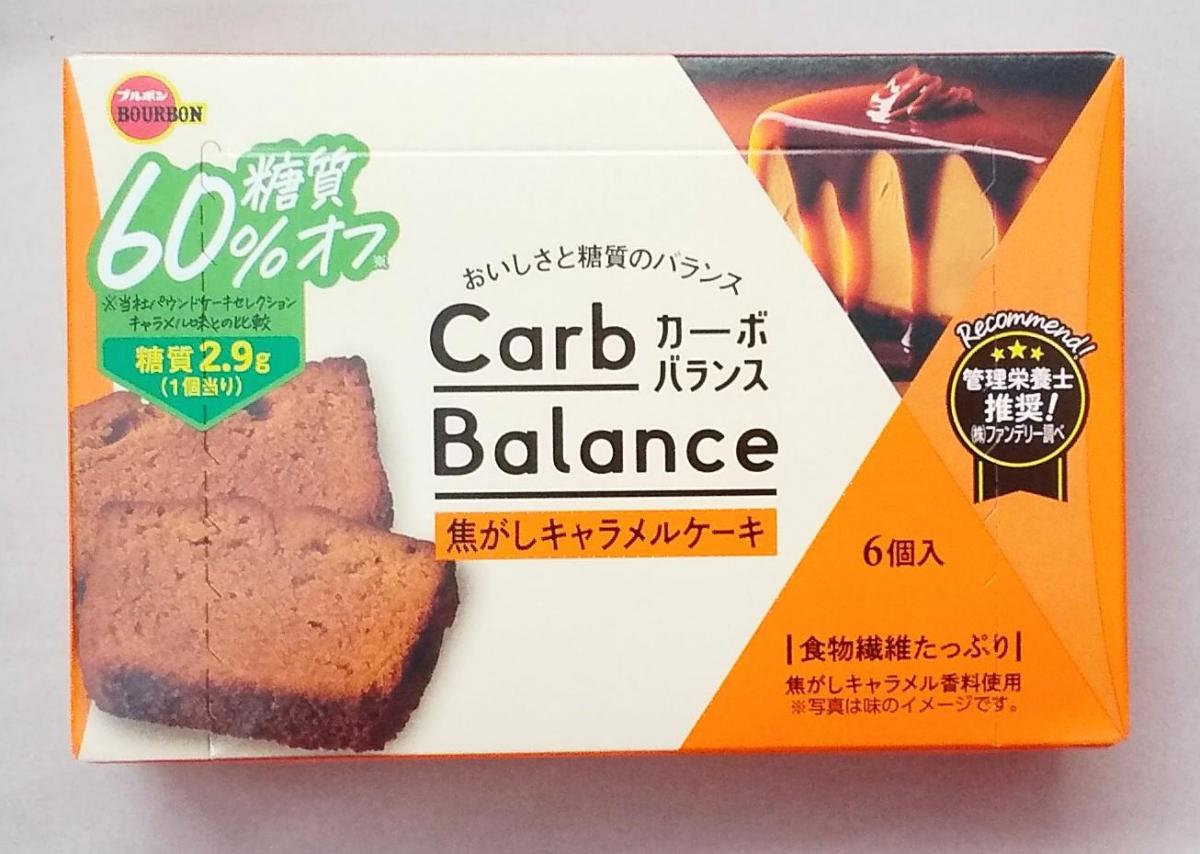 ブルボン
BOURBON
糖質
60%オフ※
※当社パウンドケーキセレクション
キャラメル味との比較
糖質2.9g
(1個当り)
おいしさと糖質のバランス
Carb
カーボ
バランス
Balance
焦がしキャラメルケーキ
Recommend!
管理栄養士
推奨!
㈱ファンデリー調べ
6個入
|食物繊維たっぷり|
焦がしキャラメル香料使用
※写真は味のイメージです。